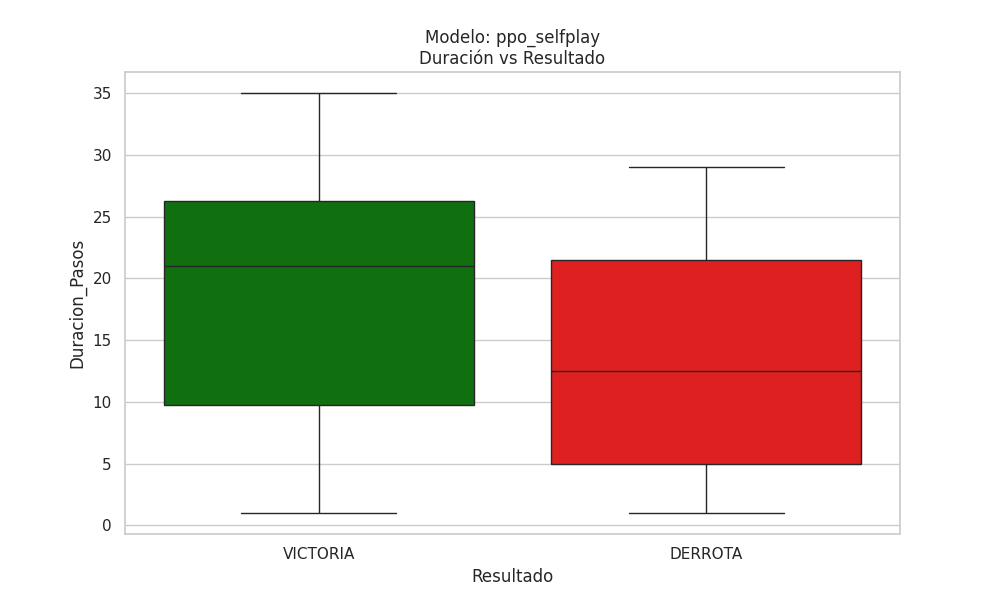 Modelo: ppo_selfplay
Duración vs Resultado
Duracion_Pasos
35
30
25
20
15
10
5
0
VICTORIA
DERROTA
Resultado